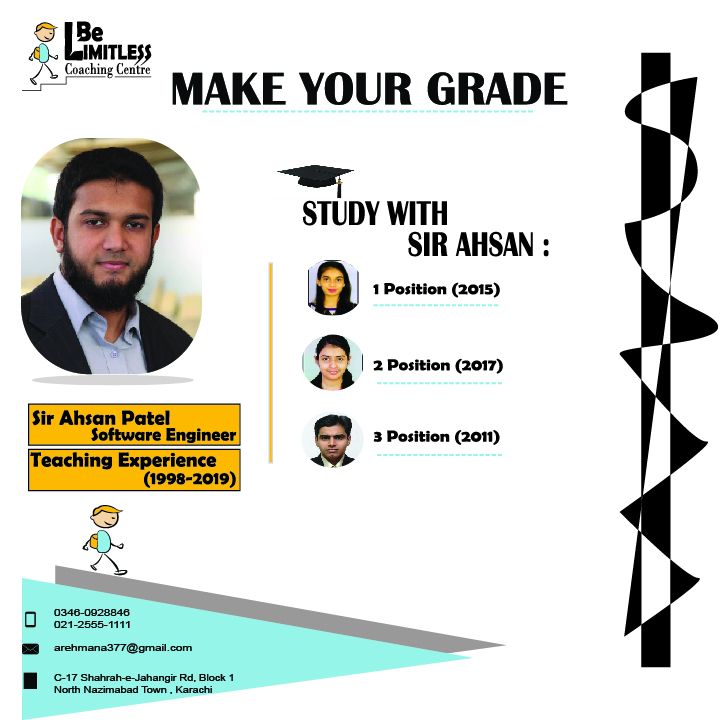 Be
LIMITLESS
Coaching Centre
MAKE YOUR GRADE
STUDY WITH
SIR AHSAN :
1 Position (2015)
2 Position (2017)
3 Position (2011)
Sir Ahsan Patel
Software Engineer
Teaching Experience
(1998-2019)
0346-0928846
021-2555-1111
arehmana377@gmail.com
C-17 Shahrah-e-Jahangir Rd, Block 1
North Nazimabad Town , Karachi